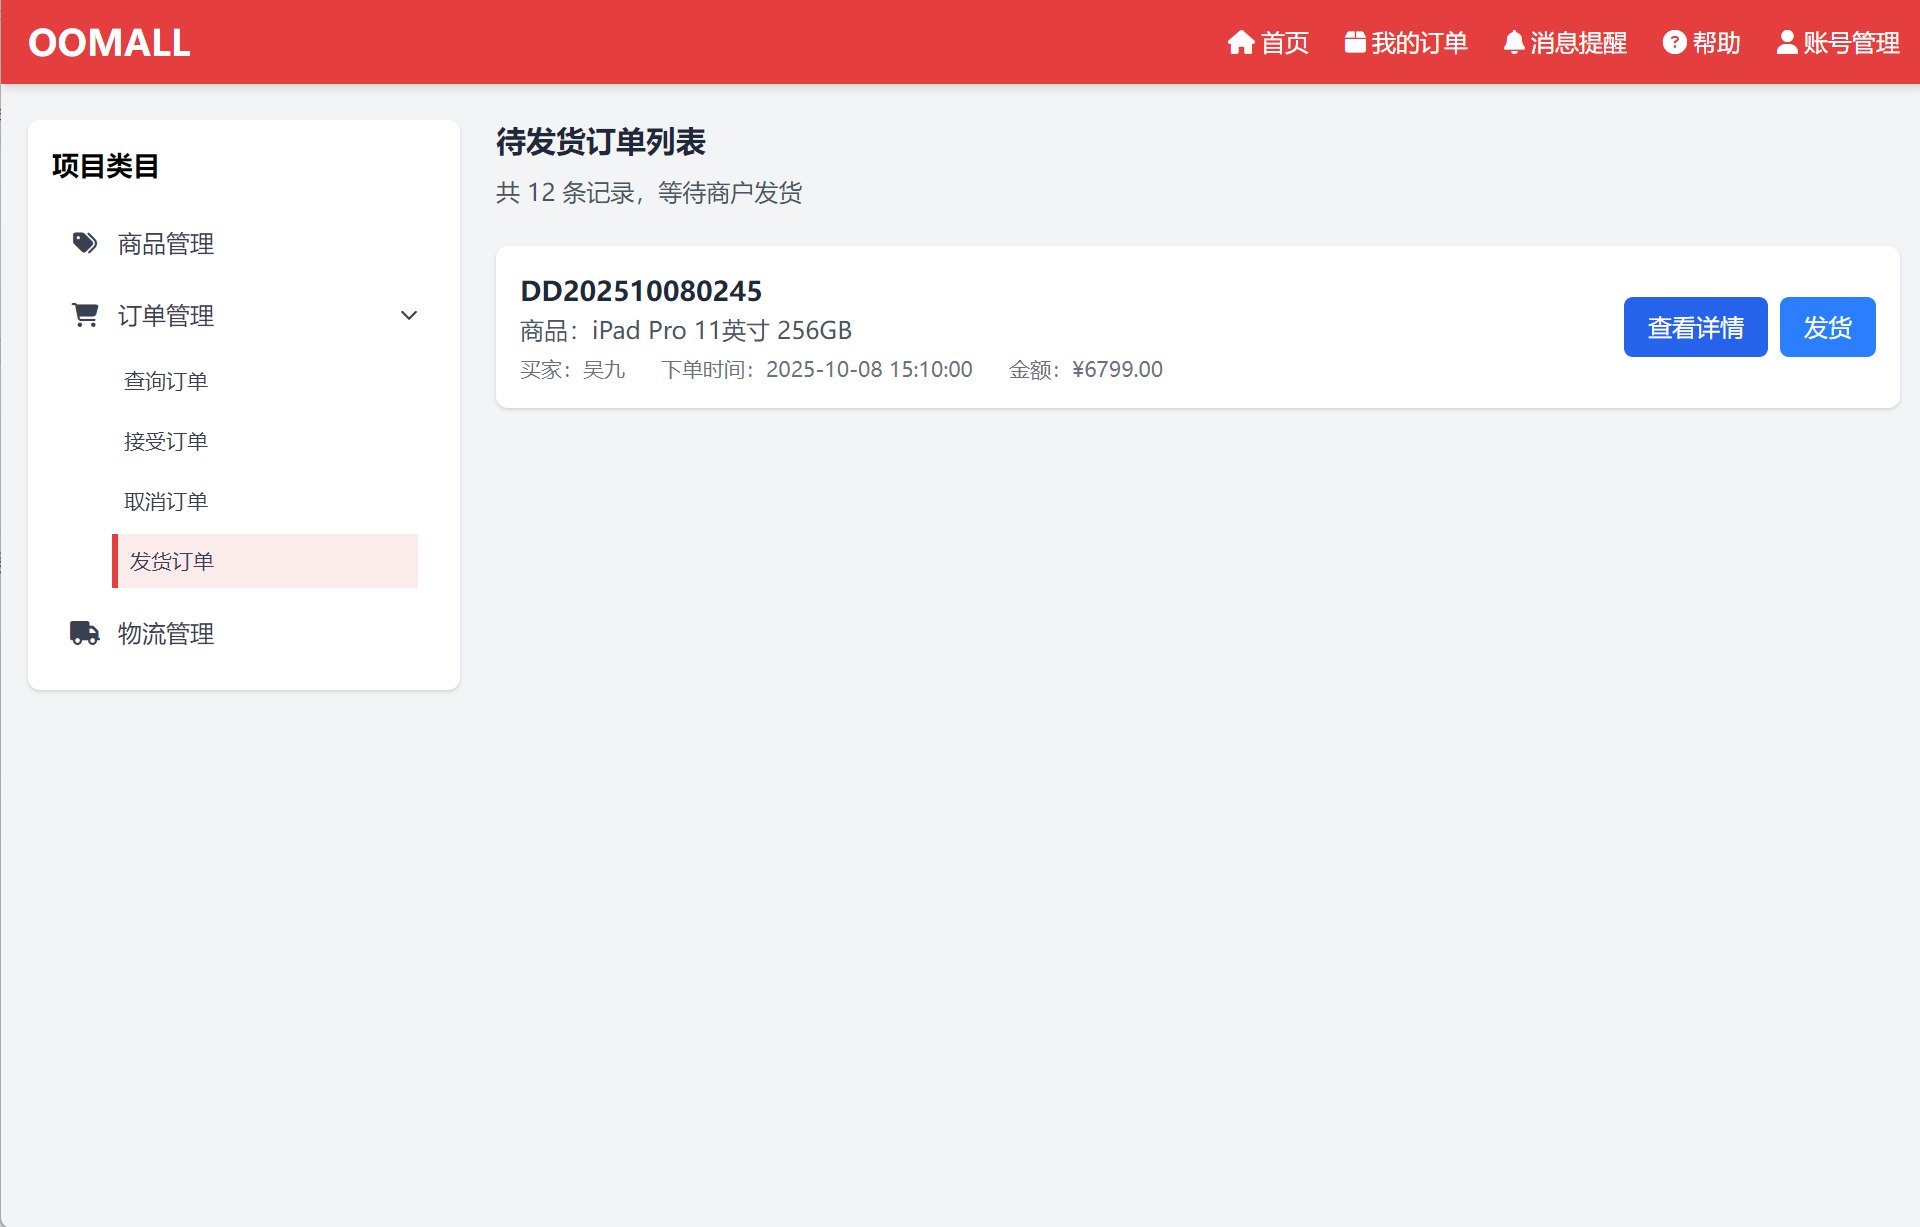 OOMALL
首页
我的订单
消息提醒
帮助
账号管理
项目类目
商品管理
订单管理
查询订单
接受订单
取消订单
发货订单
物流管理
待发货订单列表
共 12 条记录，等待商户发货
DD202510080245
商品：iPad Pro 11英寸 256GB
买家：吴九 下单时间：2025-10-08 15:10:00 金额：¥6799.00
查看详情
发货